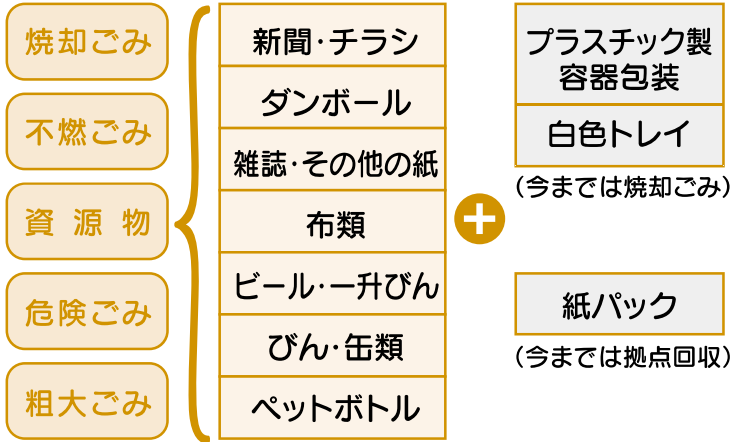 焼却ごみ
不燃ごみ
資源物
危険ごみ
粗大ごみ
新聞・チラシ
ダンボール
雑誌・その他の紙
布類
ビール・一升びん
びん・缶類
ペットボトル
プラスチック製
容器包装
白色トレイ
（今までは焼却ごみ）
紙パック
（今までは拠点回収）